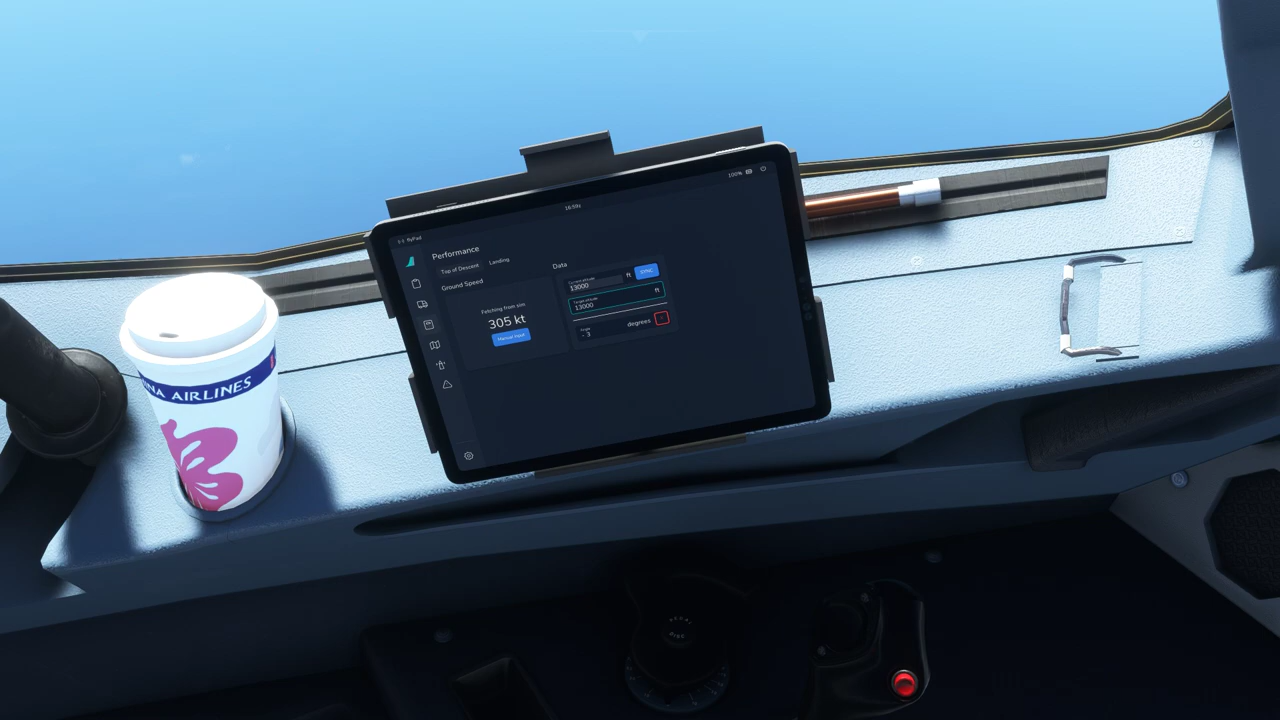 100%
16:59z
flyPad
Performance
Top of Descent
Landing
Ground Speed
Data
Fetching from sim
305 kt
Manual Input
13000
ft
SYNC
Target altitude
13000
ft
Angle
- 3
degrees
NA AIRLINES